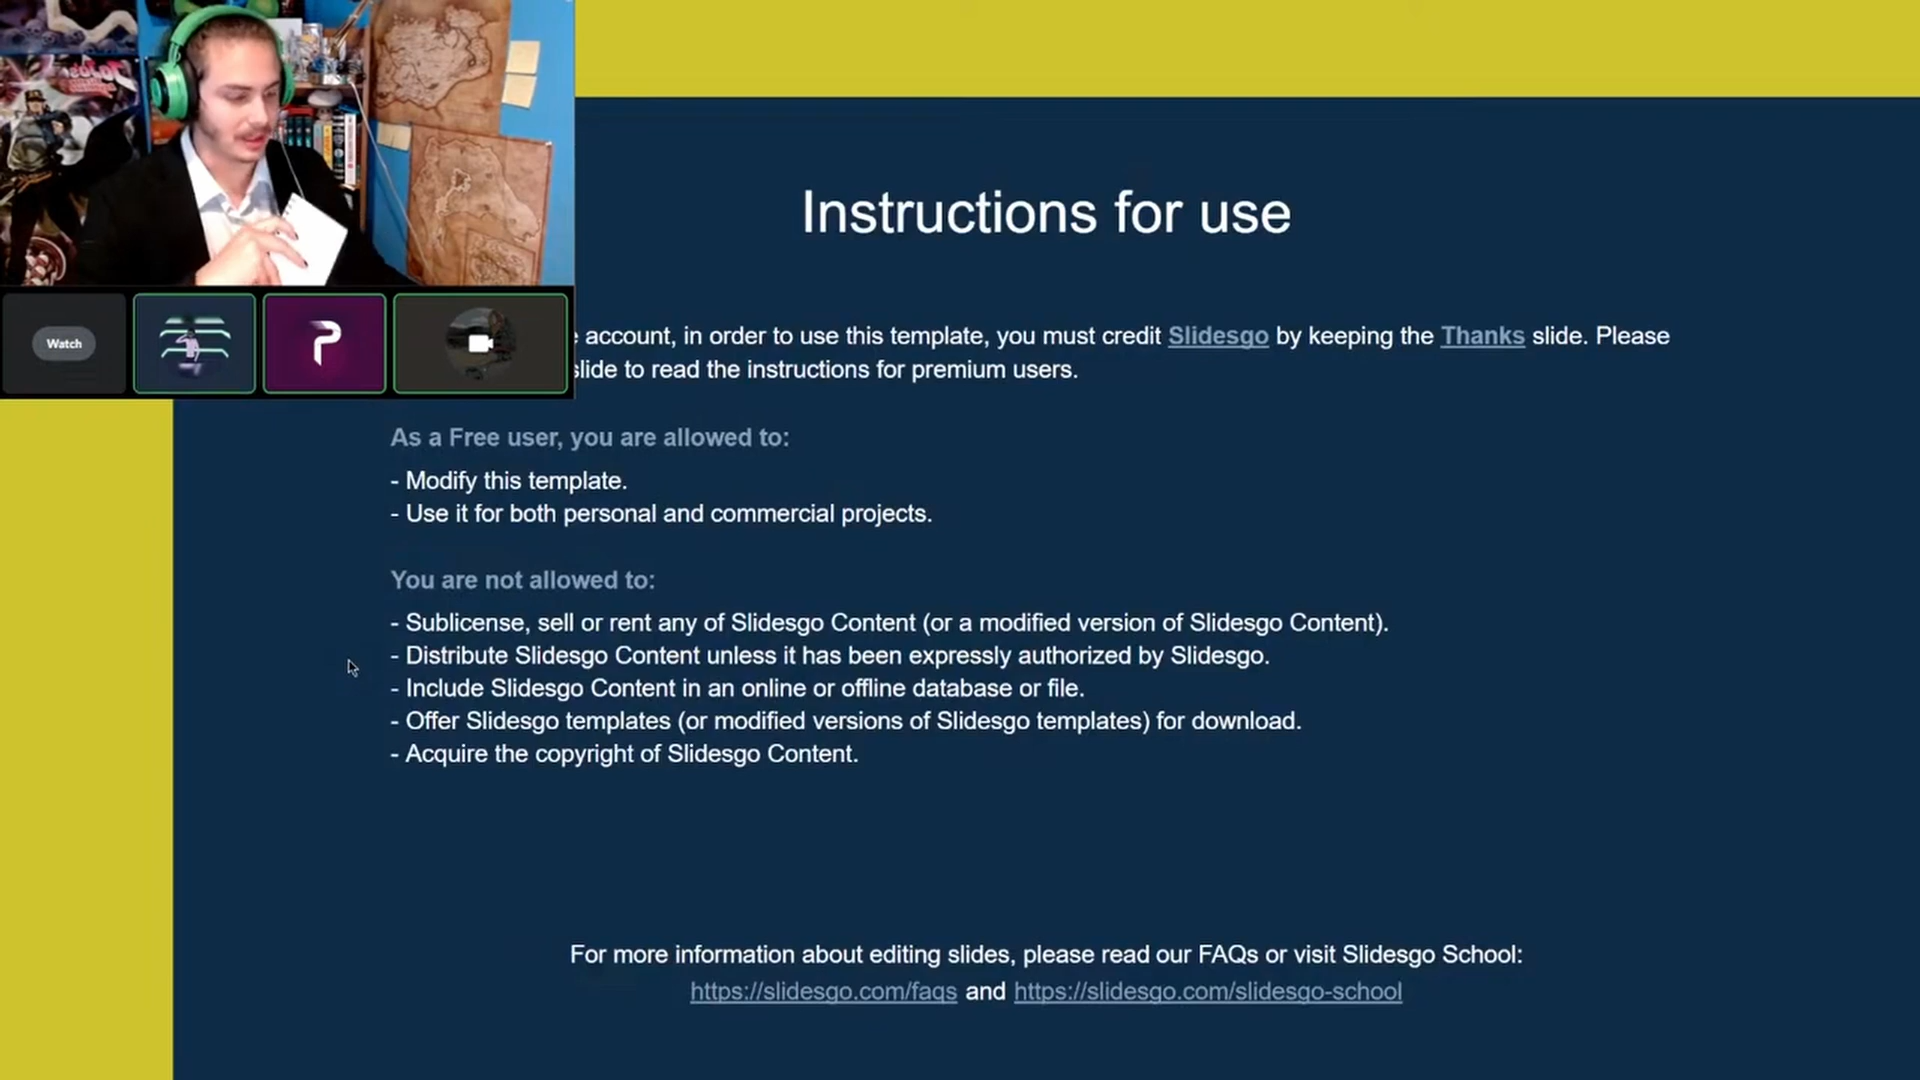 Watch
Instructions for use
account, in order to use this template, you must credit Slidesgo by keeping the Thanks slide. Please
slide to read the instructions for premium users.
As a Free user, you are allowed to:
- Modify this template.
- Use it for both personal and commercial projects.
You are not allowed to:
- Sublicense, sell or rent any of Slidesgo Content (or a modified version of Slidesgo Content).
- Distribute Slidesgo Content unless it has been expressly authorized by Slidesgo.
- Include Slidesgo Content in an online or offline database or file.
- Offer Slidesgo templates (or modified versions of Slidesgo templates) for download.
- Acquire the copyright of Slidesgo Content.
For more information about editing slides, please read our FAQs or visit Slidesgo School:
https://slidesgo.com/faqs and https://slidesgo.com/slidesgo-school